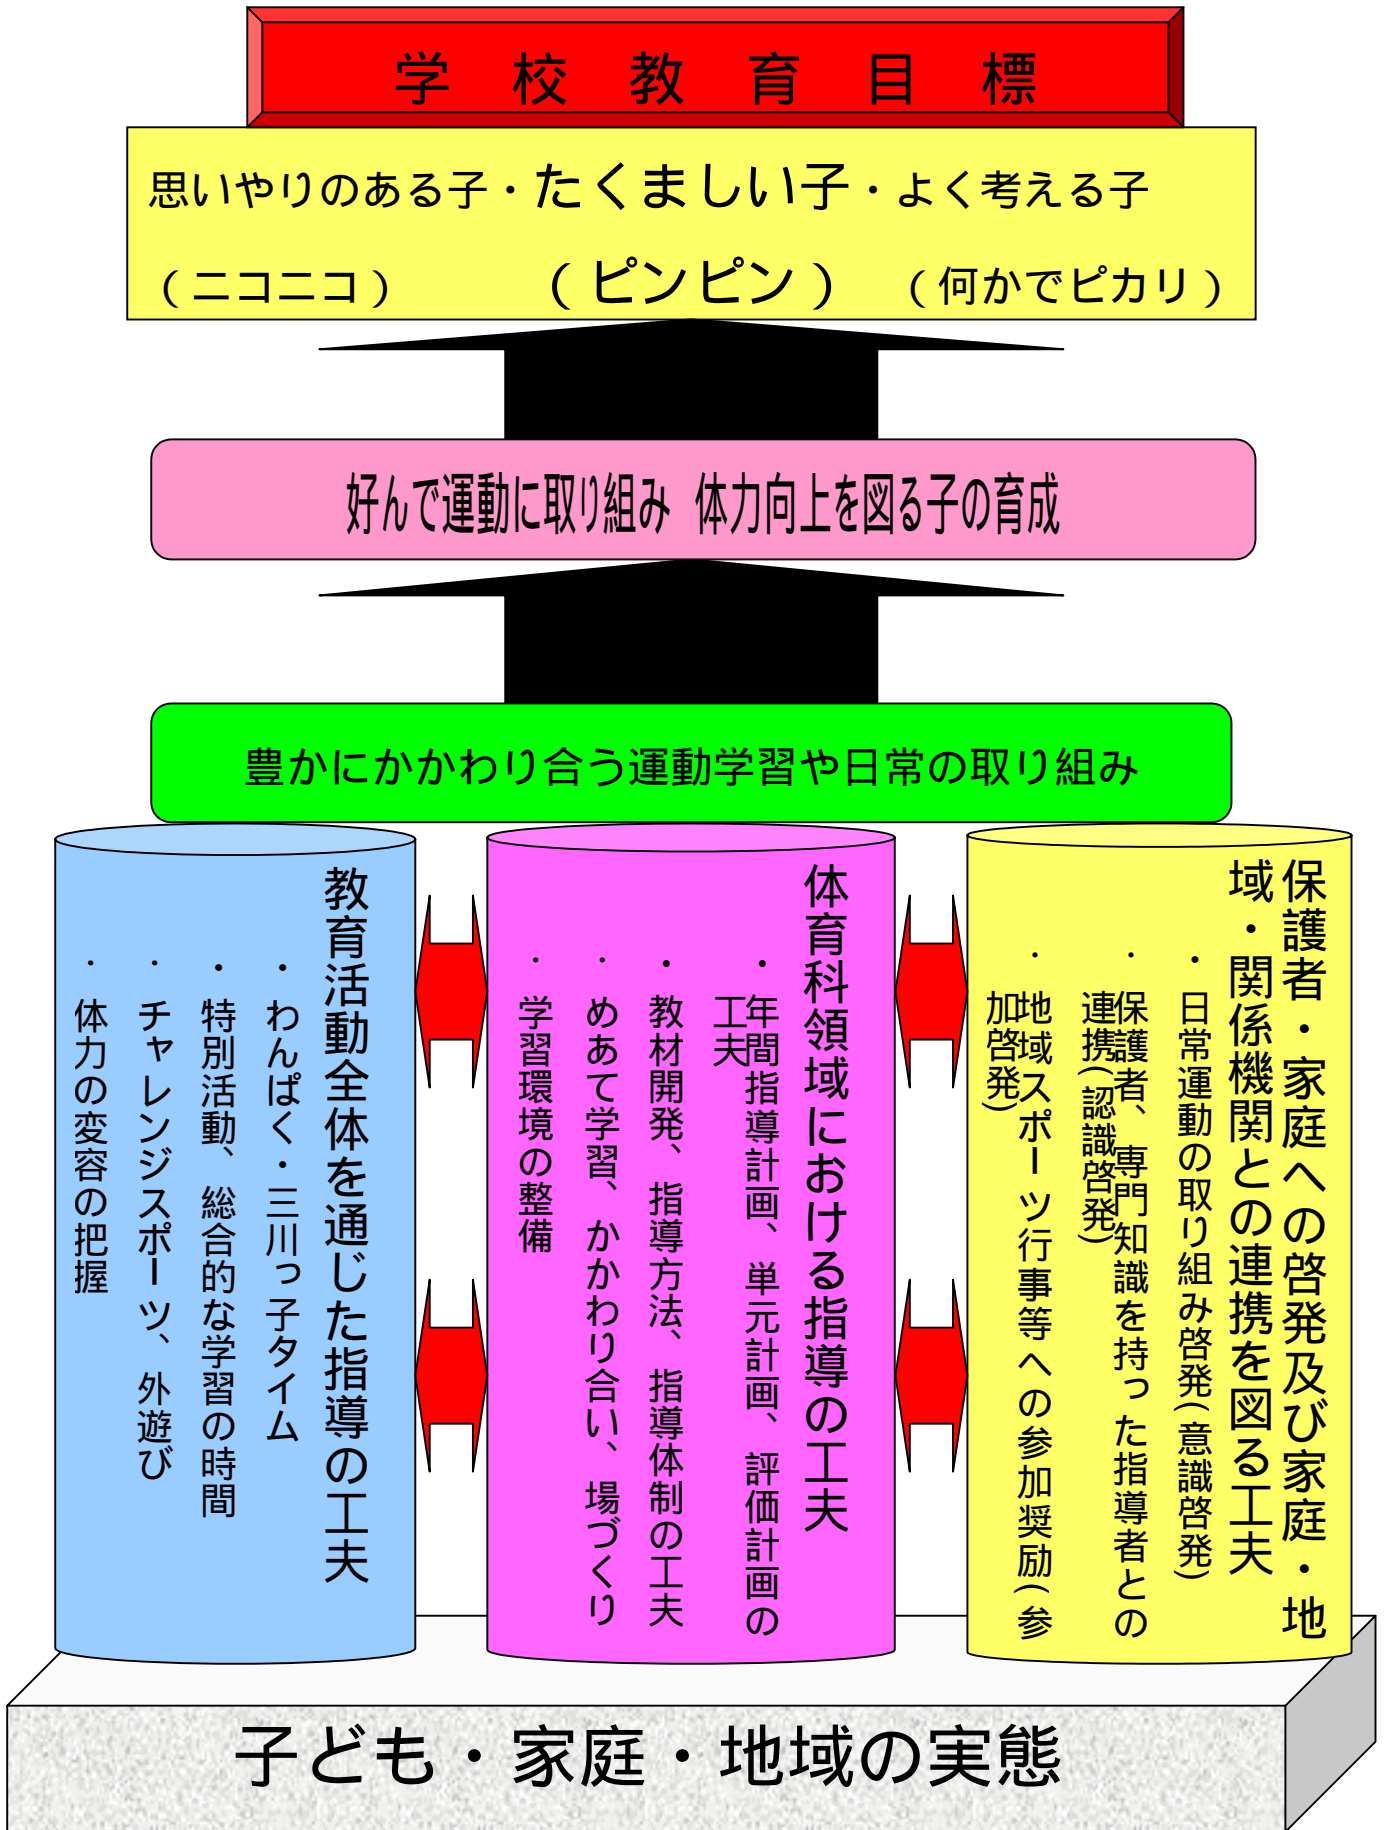 学校教育目標
思いやりのある子・たくましい子・よく考える子
（ニコニコ）　（ピンピン）　（何かでピカリ）
好んで運動に取り組み　体力向上を図る子の育成
豊かにかかわり合う運動学習や日常の取り組み
教育活動全体を通じた指導の工夫
・わんぱく・三川っ子タイム
・特別活動、総合的な学習の時間
・チャレンジスポーツ、外遊び
・体力の変容の把握
体育科領域における指導の工夫
・年間指導計画、単元計画、評価計画の
工夫
・教材開発、指導方法、指導体制の工夫
・めあて学習、かかわり合い、場づくり
・学習環境の整備
保護者・家庭への啓発及び家庭・地
域・関係機関との連携を図る工夫
・日常運動の取り組み啓発(意識啓発)
・保護者、専門知識を持った指導者との
連携(認識啓発)
・地域スポーツ行事等への参加奨励(参
加啓発)
子ども・家庭・地域の実態